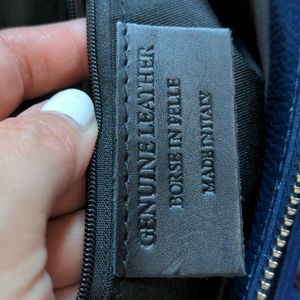 GENUINE LEATHER
BORSE IN PELLE
MADE IN ITALY